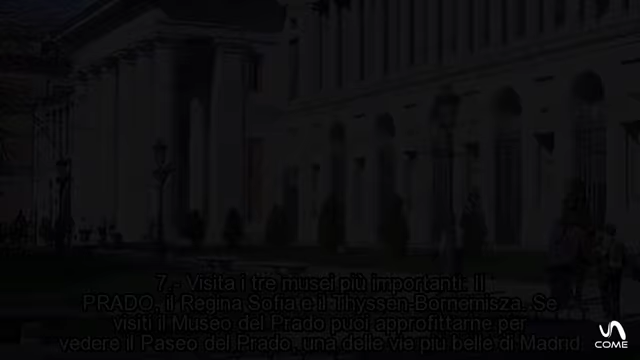 7.- Visita i tre musei più importanti: Il
PRADO, il Regina Sofia e il Thyssen-Bornemisza. Se
visiti il Museo del Prado puoi approfittarne per
vedere il Paseo del Prado, una delle vie più belle di Madrid
COME